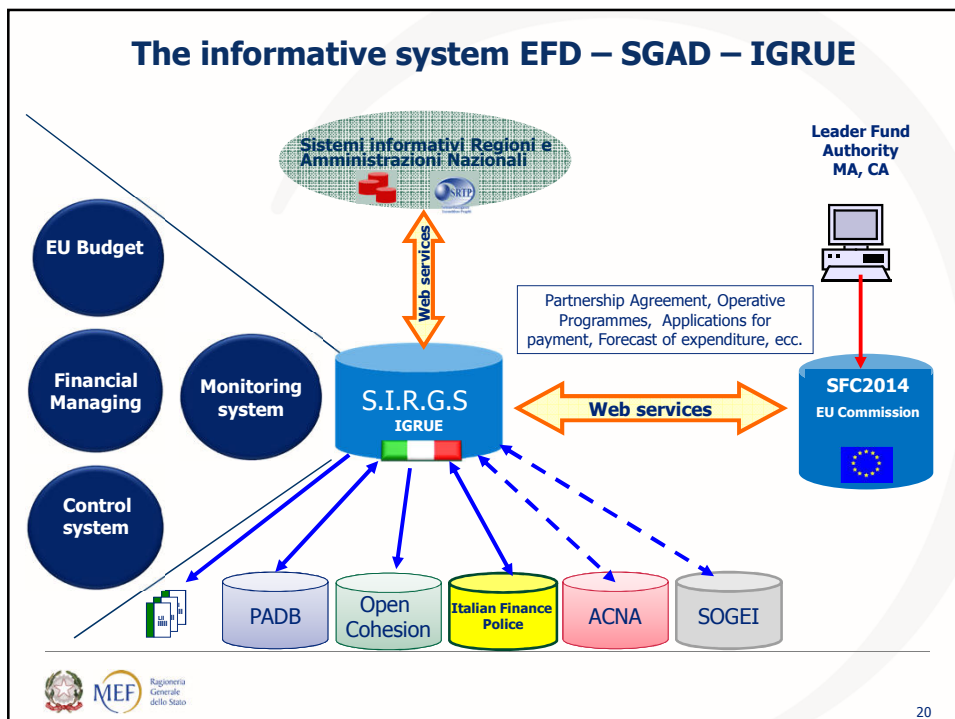 The informative system EFD – SGAD – IGRUE
Sistemi informativi Regioni e
Amministrazioni Nazionali
SRTP
Leader Fund
Authority
MA, CA
EU Budget
Web services
Partnership Agreement, Operative
Programmes, Applications for
payment, Forecast of expenditure, ecc.
Financial
Managing
Monitoring
system
S.I.R.G.S
IGRUE
Web services
SFC2014
EU Commission
Control
system
PADB
Open
Cohesion
Italian Finance
Police
ACNA
SOGEI
MEF
Ragioneria
Generale
dello Stato
20